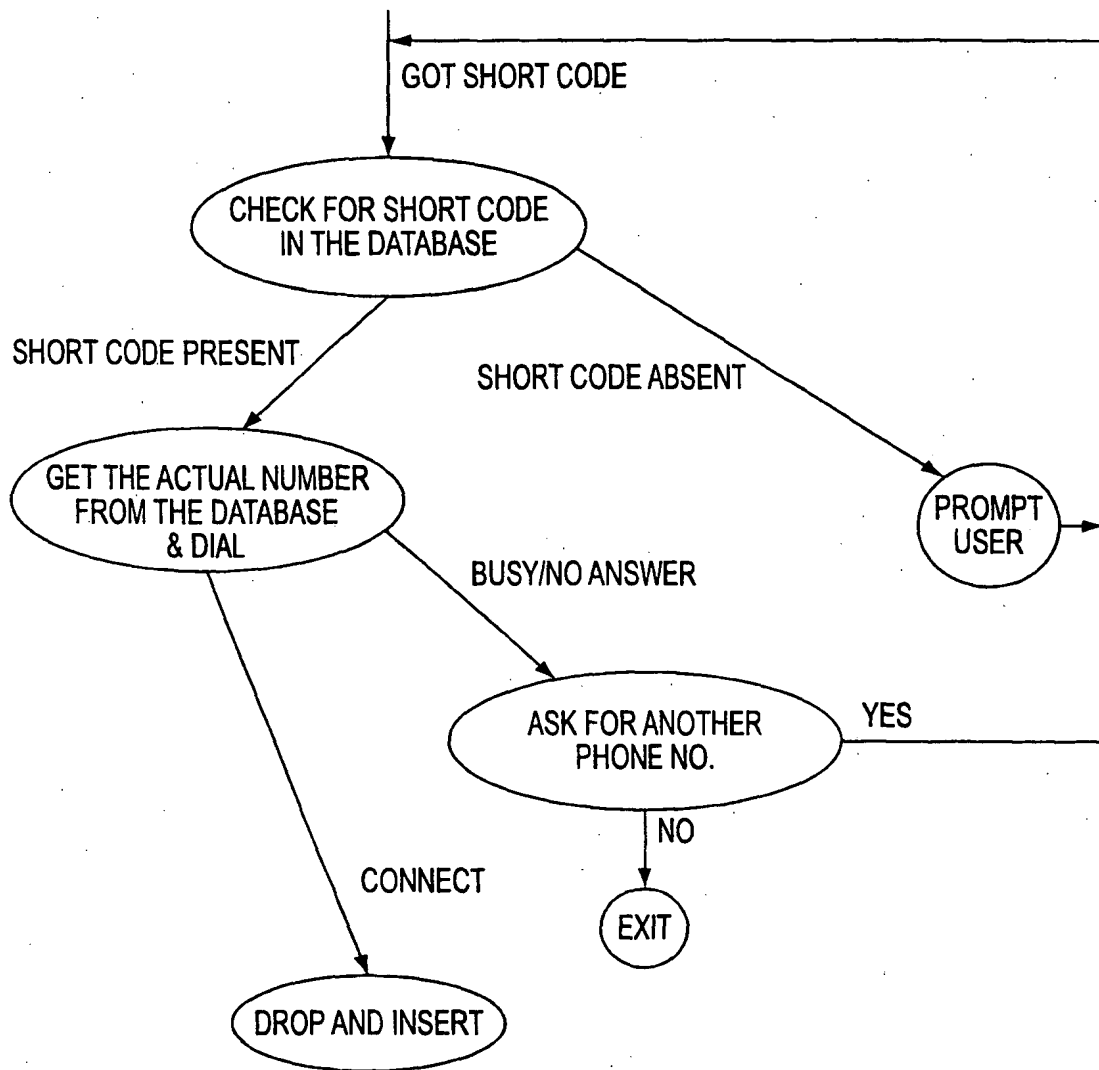 GOT SHORT CODE
CHECK FOR SHORT CODE
IN THE DATABASE
SHORT CODE PRESENT
SHORT CODE ABSENT
GET THE ACTUAL NUMBER
FROM THE DATABASE
& DIAL
PROMPT
USER
BUSY/NO ANSWER
ASK FOR ANOTHER
PHONE NO.
YES
NO
CONNECT
EXIT
DROP AND INSERT